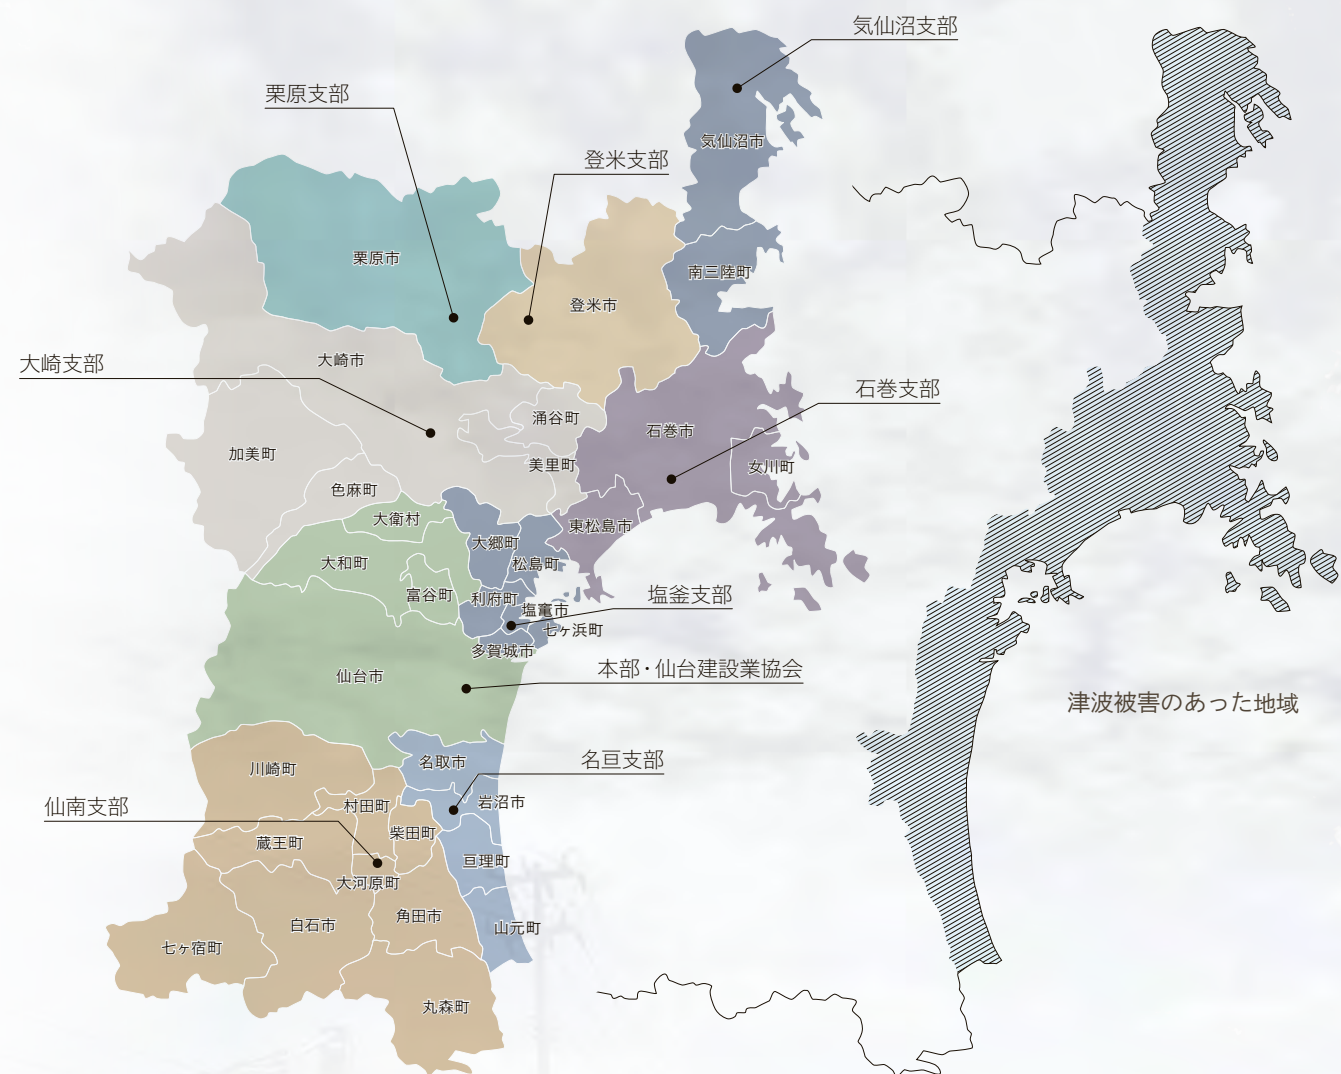 気仙沼支部
栗原支部
登米支部
気仙沼市
栗原市
南三陸町
登米市
大崎市
大崎支部
石巻支部
涌谷町
石巻市
加美町
美里町
女川町
色麻町
大衛村
東松島市
大郷町
大和町
松島町
富谷町
利府町
塩釜支部
塩竃市
七ヶ浜町
多賀城市
仙台市
本部・仙台建設業協会
津波被害のあった地域
名取市
名亘支部
川崎町
岩沼市
村田町
仙南支部
柴田町
蔵王町
亘理町
大河原町
角田市
白石市
山元町
七ヶ宿町
丸森町